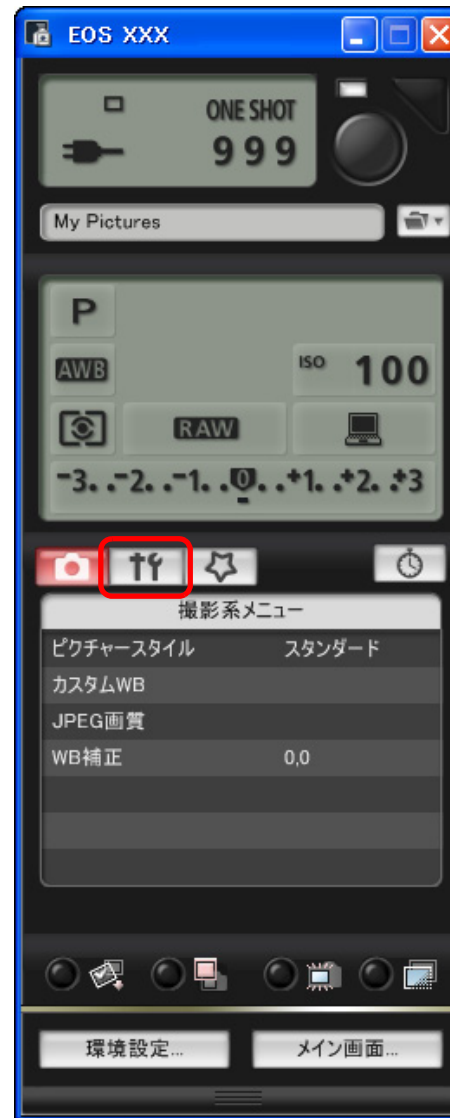 EOS XXX
ONE SHOT
999
My Pictures
P
AWB
ISO 100
RAW
-3. .-2. .-1. .0. .+1. .+2. .+3
撮影系メニュー
ピクチャースタイル スタンダード
カスタムWB
JPEG画質
WB補正 0,0
環境設定... メイン画面...